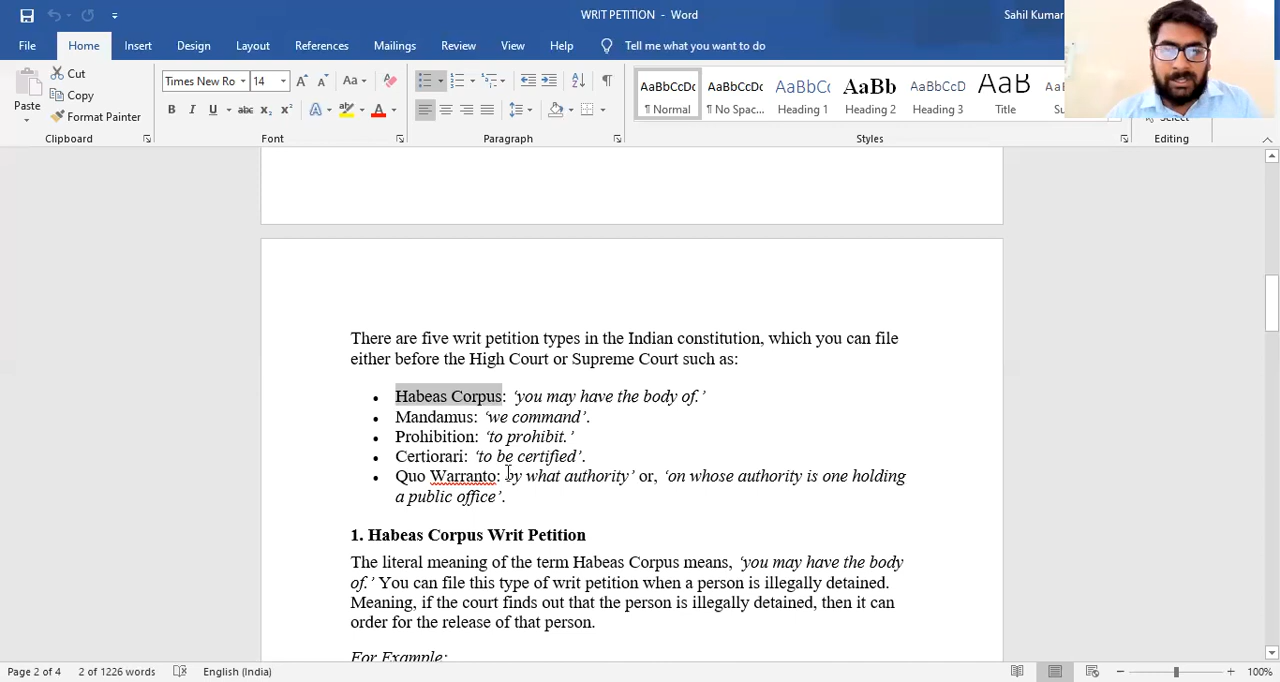 WRIT PETITION - Word
Sahil Kumar
File Home Insert Design Layout References Mailings Review View Help Tell me what you want to do
Paste
Cut
Copy
Format Painter
Clipboard
Times New Ro 14
B I U abc x₂ x²
Aa
A
Font
Paragraph
AaBbCcDc AaBbCcDc AaBbCc AaBb AaBbCcD AaB Aa
¶ Normal ¶ No Spac... Heading 1 Heading 2 Heading 3 Title
Styles
Select
Editing
There are five writ petition types in the Indian constitution, which you can file
either before the High Court or Supreme Court such as:
• Habeas Corpus: ‘you may have the body of.’
• Mandamus: ‘we command’.
• Prohibition: ‘to prohibit.’
• Certiorari: ‘to be certified’.
• Quo Warranto: by what authority’ or, ‘on whose authority is one holding
a public office’.
1. Habeas Corpus Writ Petition
The literal meaning of the term Habeas Corpus means, ‘you may have the body
of.’ You can file this type of writ petition when a person is illegally detained.
Meaning, if the court finds out that the person is illegally detained, then it can
order for the release of that person.
For Example:
Page 2 of 4 2 of 1226 words English (India) 100%